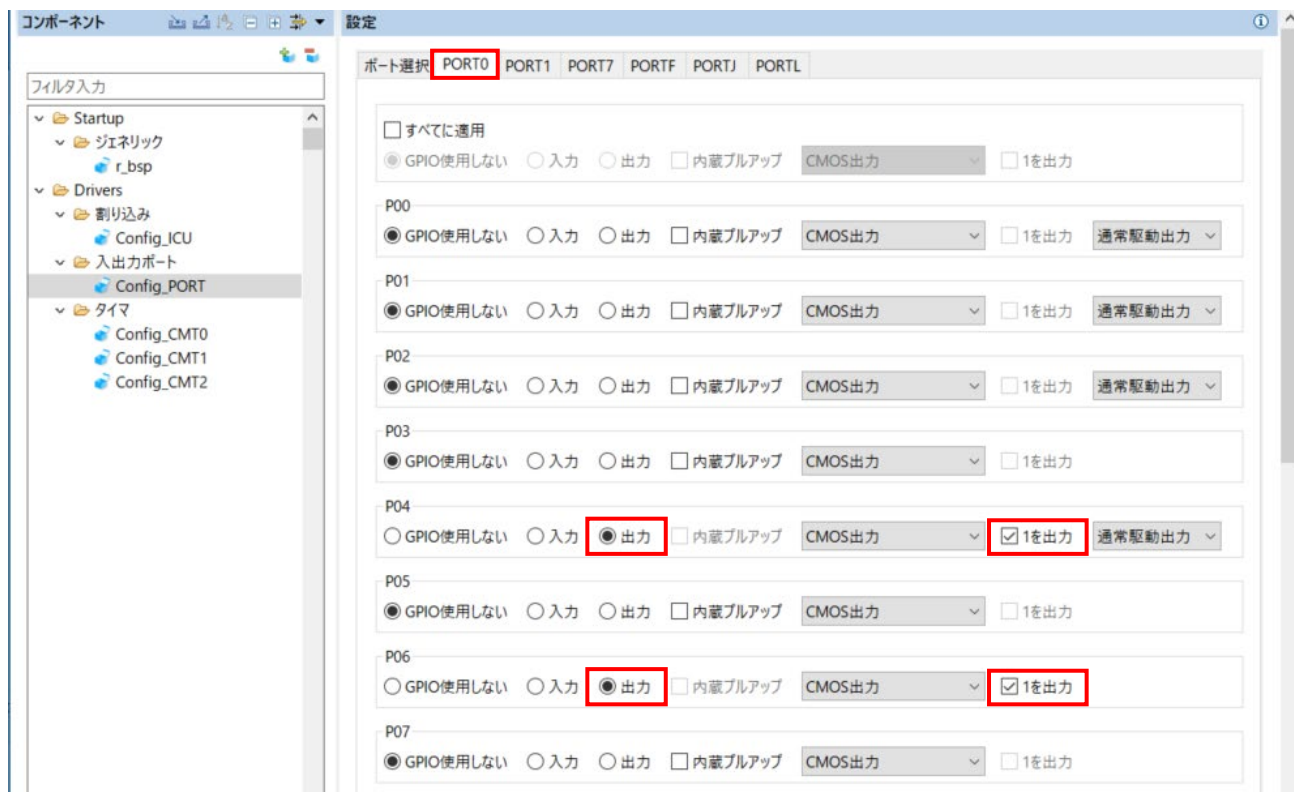 コンポーネント
フィルタ入力
Startup
ジェネリック
r_bsp
Drivers
割り込み
Config_ICU
入出力ポート
Config_PORT
タイマ
Config_CMT0
Config_CMT1
Config_CMT2
設定
ポート選択 PORT0 PORT1 PORT7 PORTF PORTJ PORTL
すべてに適用
GPIO使用しない 入力 出力 内蔵プルアップ CMOS出力 1を出力
P00
GPIO使用しない 入力 出力 内蔵プルアップ CMOS出力 1を出力 通常駆動出力
P01
GPIO使用しない 入力 出力 内蔵プルアップ CMOS出力 1を出力 通常駆動出力
P02
GPIO使用しない 入力 出力 内蔵プルアップ CMOS出力 1を出力 通常駆動出力
P03
GPIO使用しない 入力 出力 内蔵プルアップ CMOS出力 1を出力
P04
GPIO使用しない 入力 出力 内蔵プルアップ CMOS出力 1を出力 通常駆動出力
P05
GPIO使用しない 入力 出力 内蔵プルアップ CMOS出力 1を出力
P06
GPIO使用しない 入力 出力 内蔵プルアップ CMOS出力 1を出力
P07
GPIO使用しない 入力 出力 内蔵プルアップ CMOS出力 1を出力